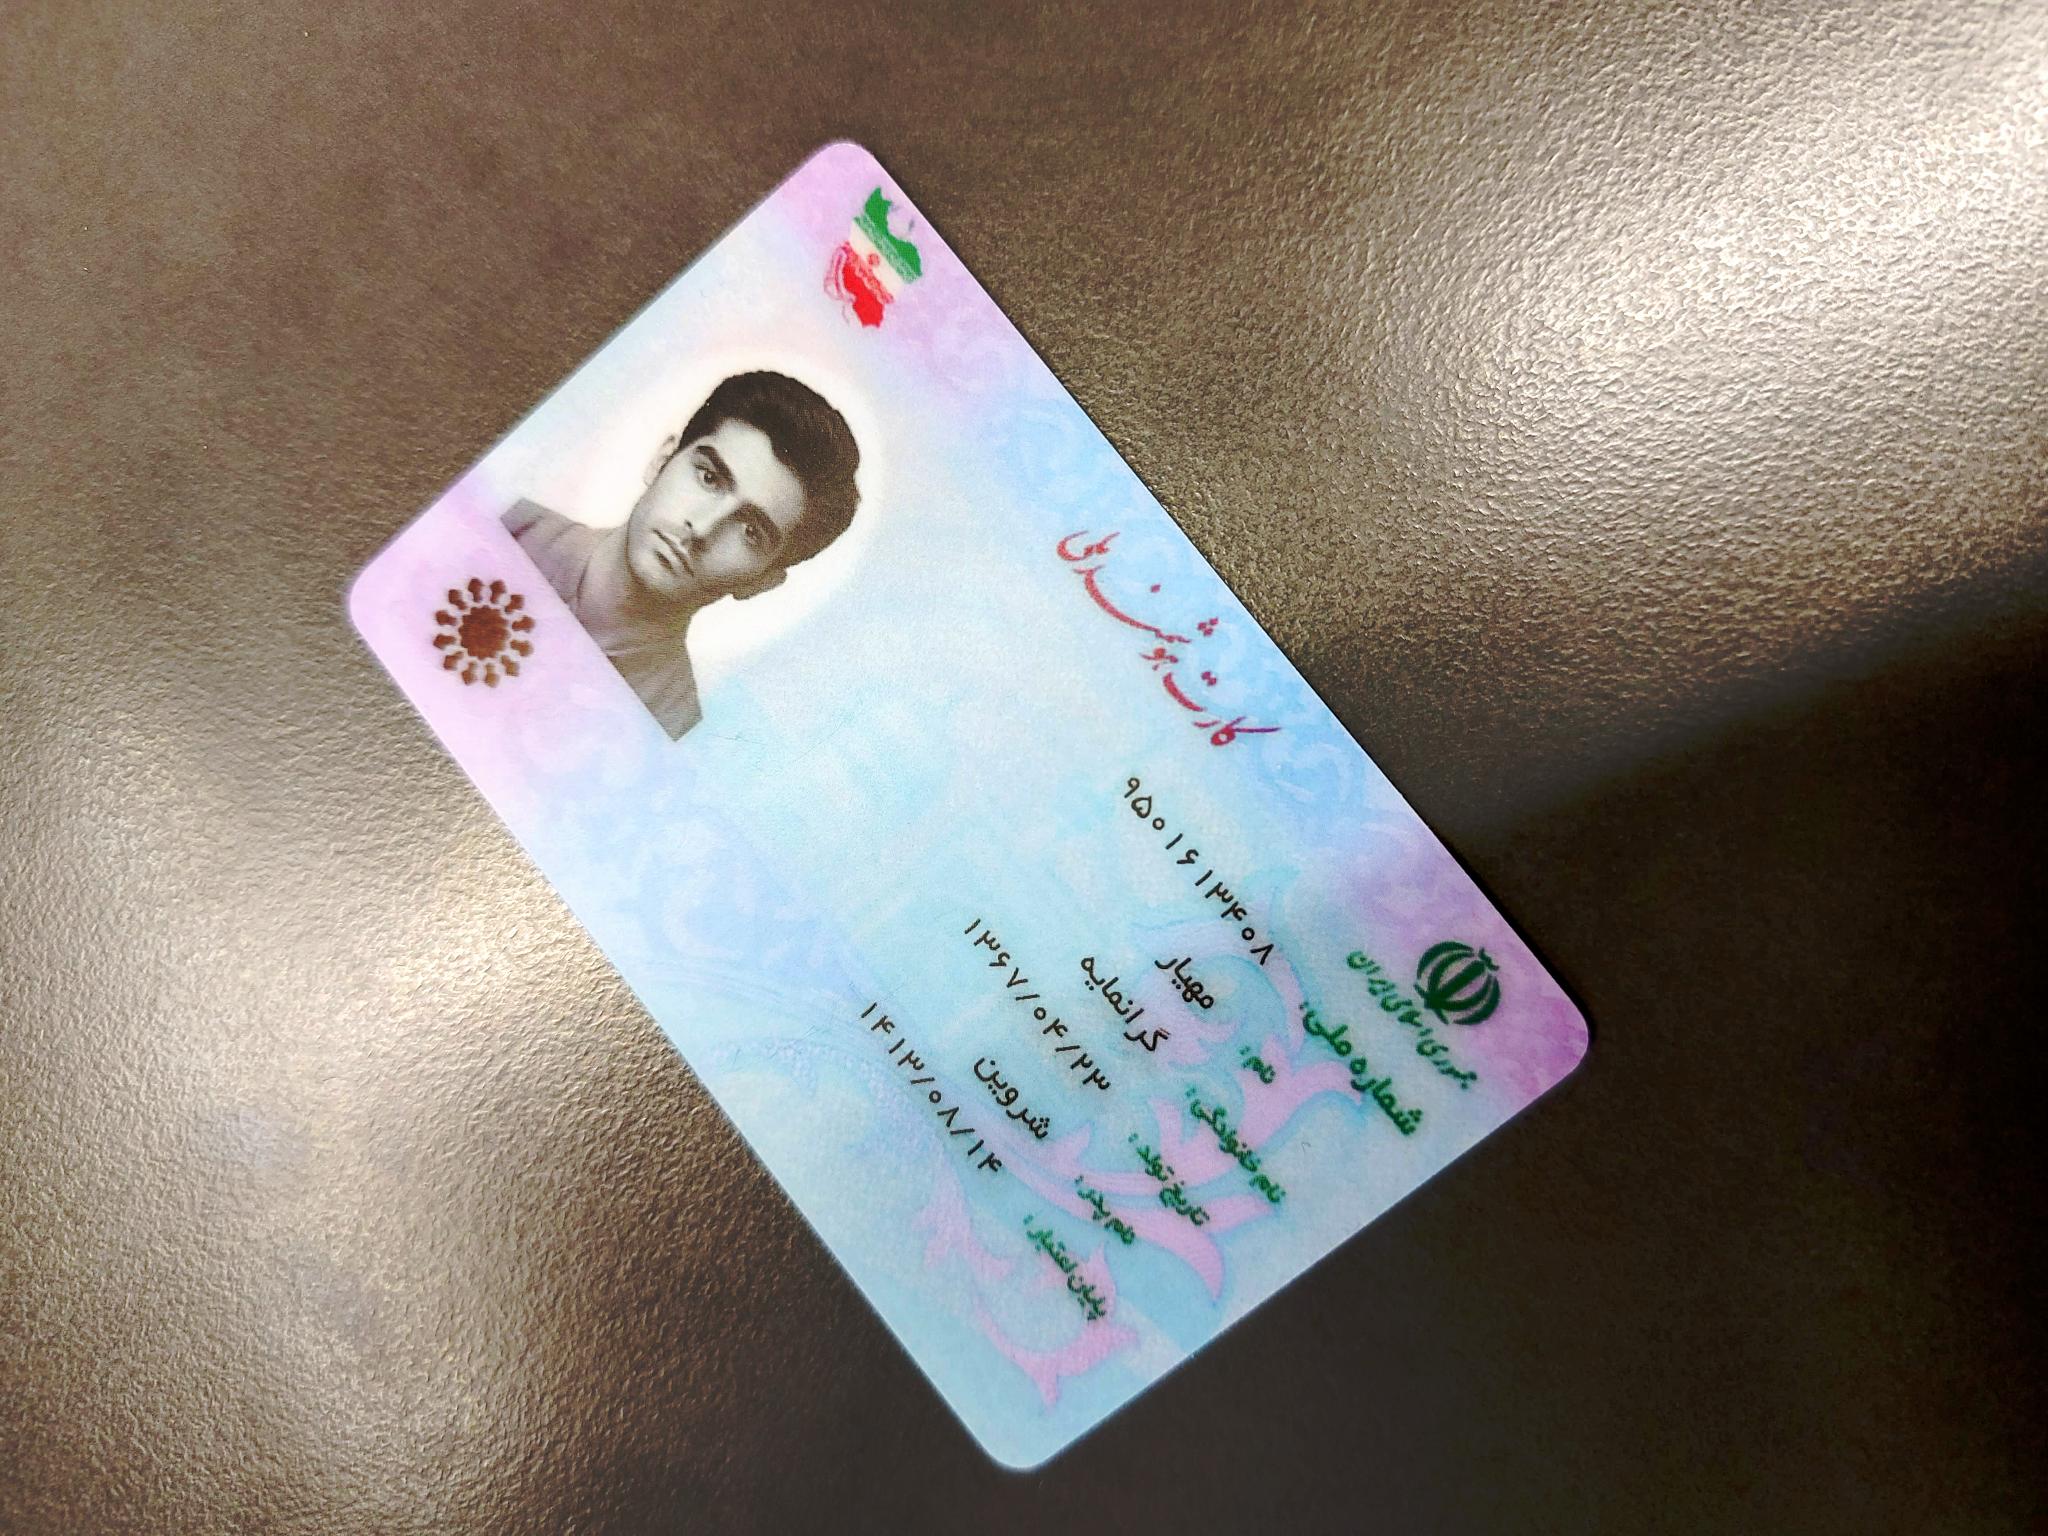 جمهوری اسلامی ایران
کارت هوشمند ملی
شماره ملی: ۹۵۰۱۶۱۳۴۰۸
نام: مهیار
نام خانوادگی: گرانمایه
تاریخ تولد: ۱۳۶۷/۰۴/۲۳
نام پدر: شروین
پایان اعتبار: ۱۴۱۳/۰۸/۱۴